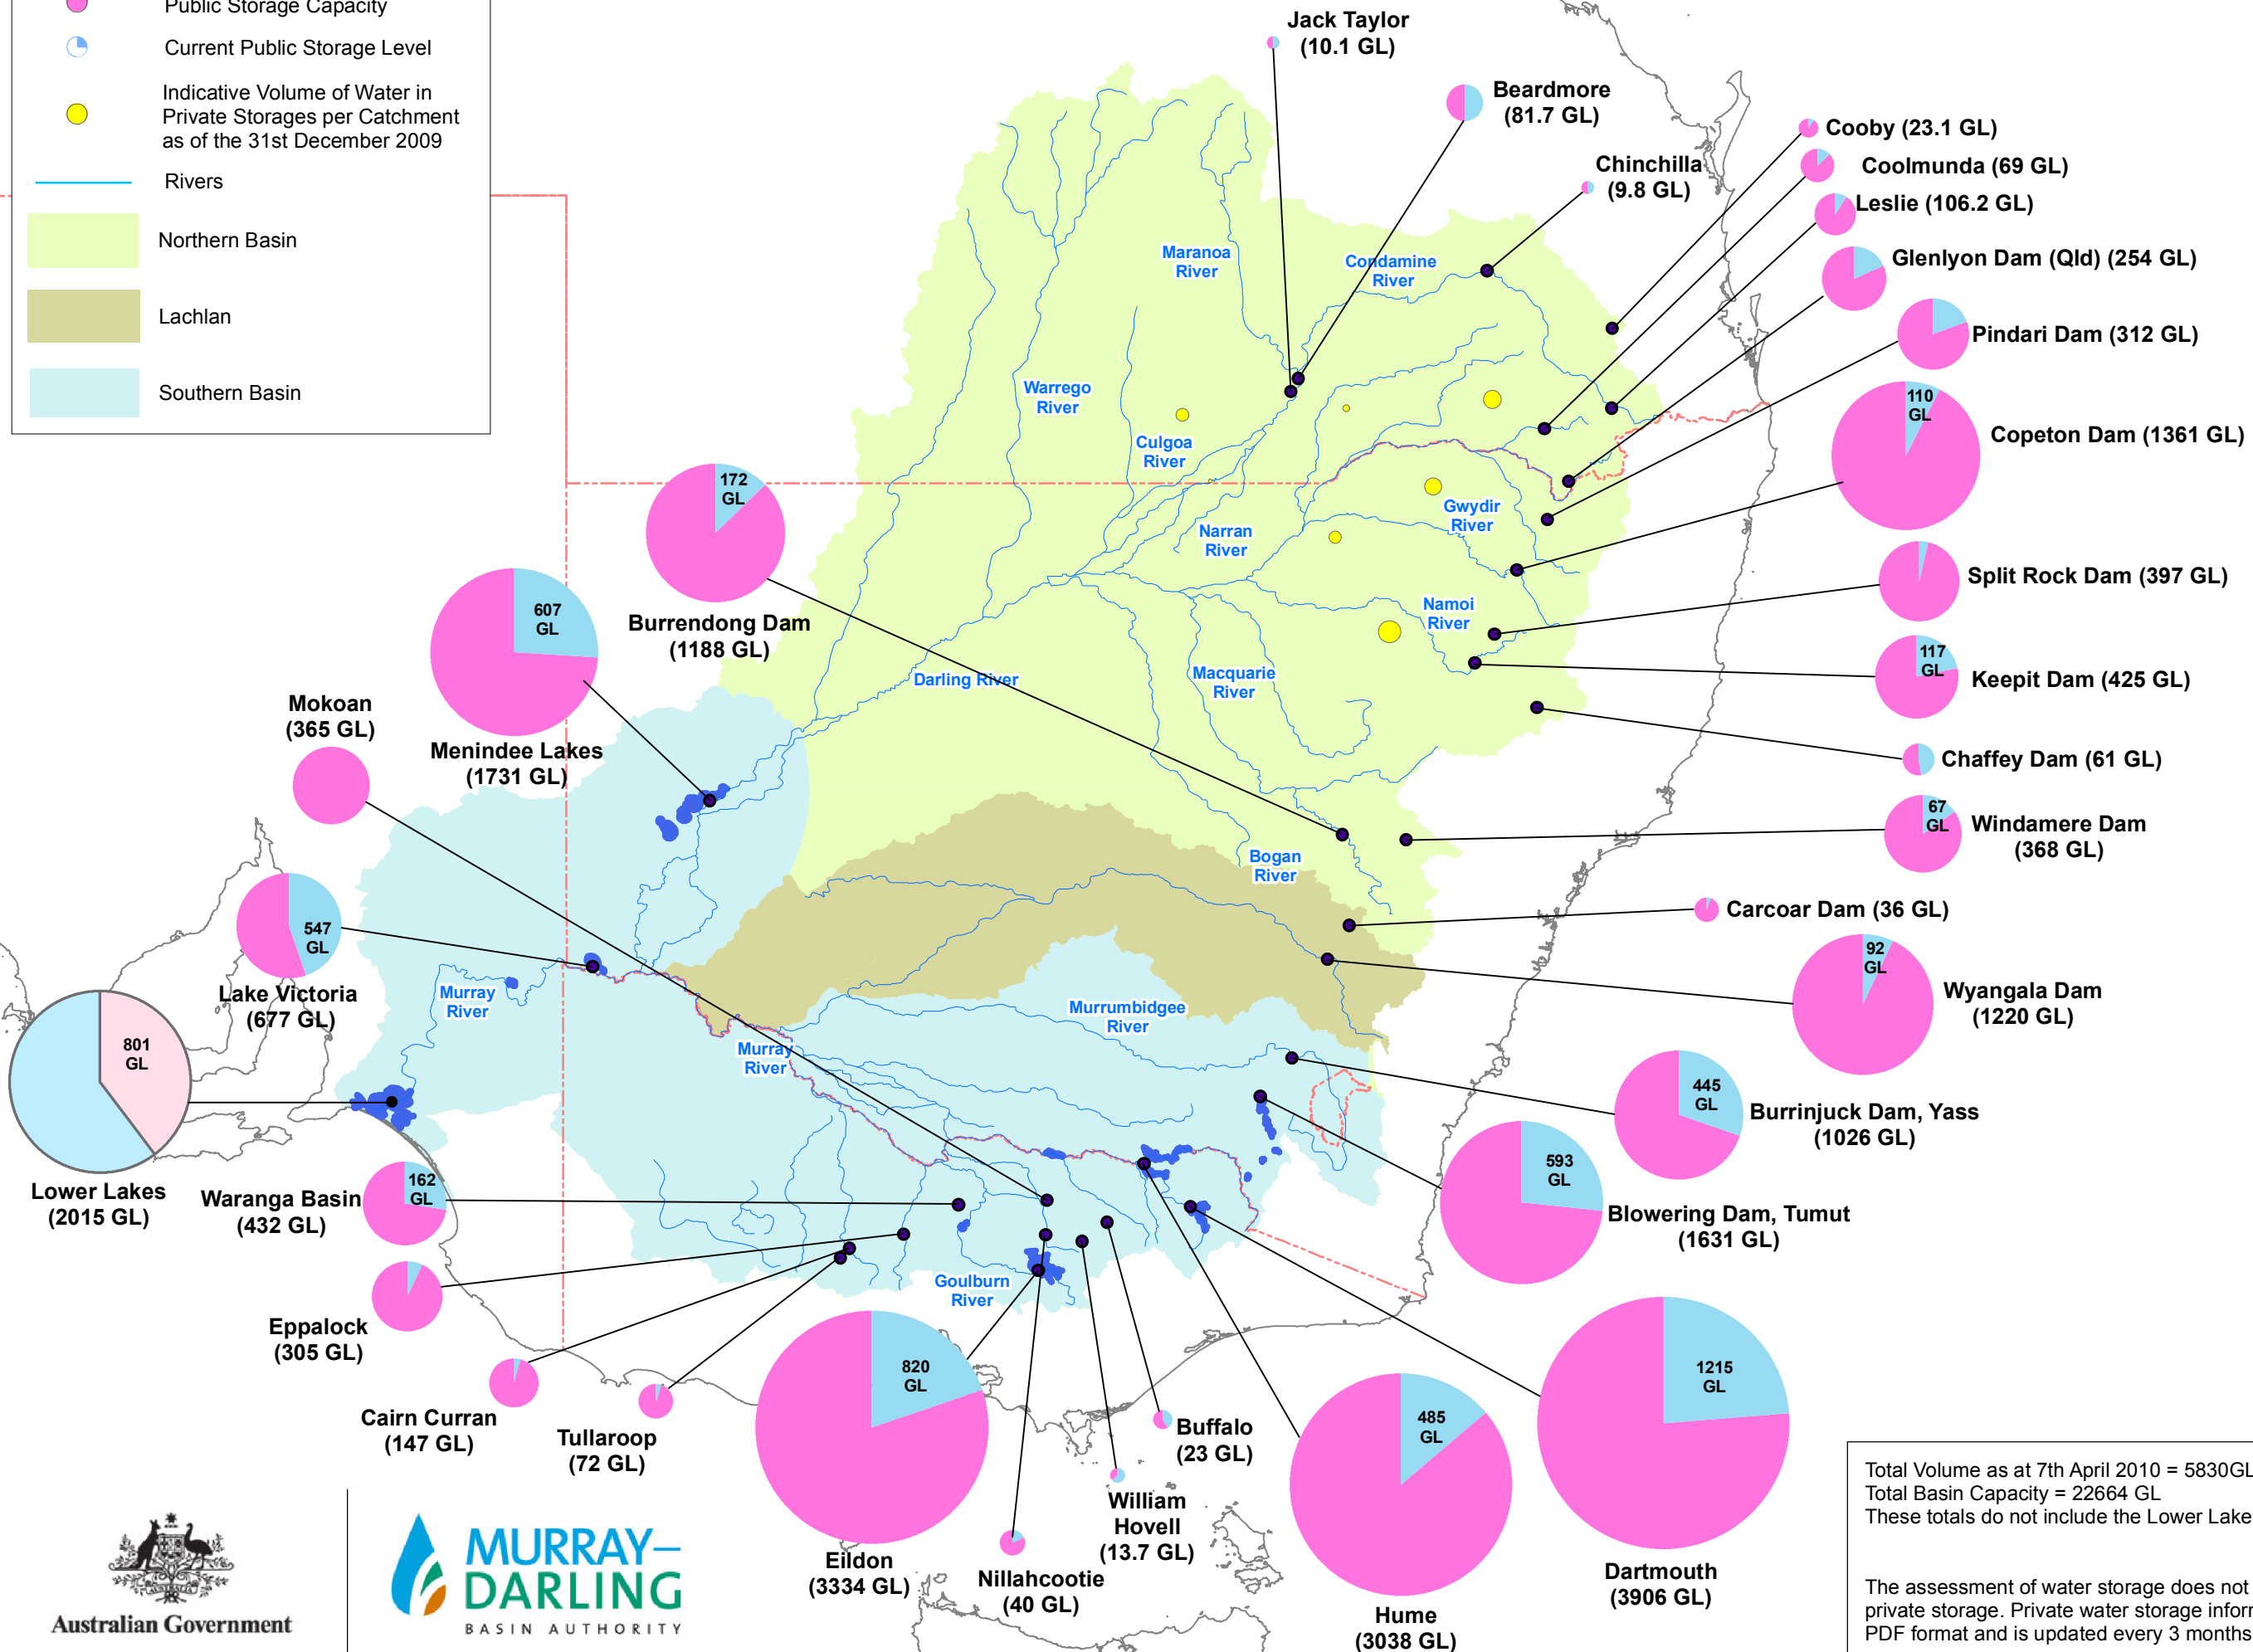 Public Storage Capacity
Current Public Storage Level
Indicative Volume of Water in
Private Storages per Catchment
as of the 31st December 2009
Rivers
Northern Basin
Lachlan
Southern Basin
Jack Taylor
(10.1 GL)
Beardmore
(81.7 GL)
Chinchilla
(9.8 GL)
Cooby (23.1 GL)
Coolmunda (69 GL)
Leslie (106.2 GL)
Glenlyon Dam (Qld) (254 GL)
Pindari Dam (312 GL)
110
GL
Copeton Dam (1361 GL)
Split Rock Dam (397 GL)
117
GL
Keepit Dam (425 GL)
Chaffey Dam (61 GL)
67
GL
Windamere Dam
(368 GL)
Carcoar Dam (36 GL)
92
GL
Wyangala Dam
(1220 GL)
445
GL
Burrinjuck Dam, Yass
(1026 GL)
593
GL
Blowering Dam, Tumut
(1631 GL)
1215
GL
Dartmouth
(3906 GL)
485
GL
Hume
(3038 GL)
Buffalo
(23 GL)
William
Hovell
(13.7 GL)
Nillahcootie
(40 GL)
820
GL
Eildon
(3334 GL)
Tullaroop
(72 GL)
Cairn Curran
(147 GL)
Eppalock
(305 GL)
162
GL
Waranga Basin
(432 GL)
801
GL
Lower Lakes
(2015 GL)
547
GL
Lake Victoria
(677 GL)
Mokoan
(365 GL)
607
GL
Menindee Lakes
(1731 GL)
172
GL
Burrendong Dam
(1188 GL)
Maranoa
River
Condamine
River
Warrego
River
Culgoa
River
Narran
River
Gwydir
River
Namoi
River
Macquarie
River
Darling River
Bogan
River
Murray
River
Murrumbidgee
River
Murray
River
Goulburn
River
Australian Government
MURRAY–
DARLING
BASIN AUTHORITY
Total Volume as at 7th April 2010 = 5830GL
Total Basin Capacity = 22664 GL
These totals do not include the Lower Lake
The assessment of water storage does not
private storage. Private water storage infor
PDF format and is updated every 3 months